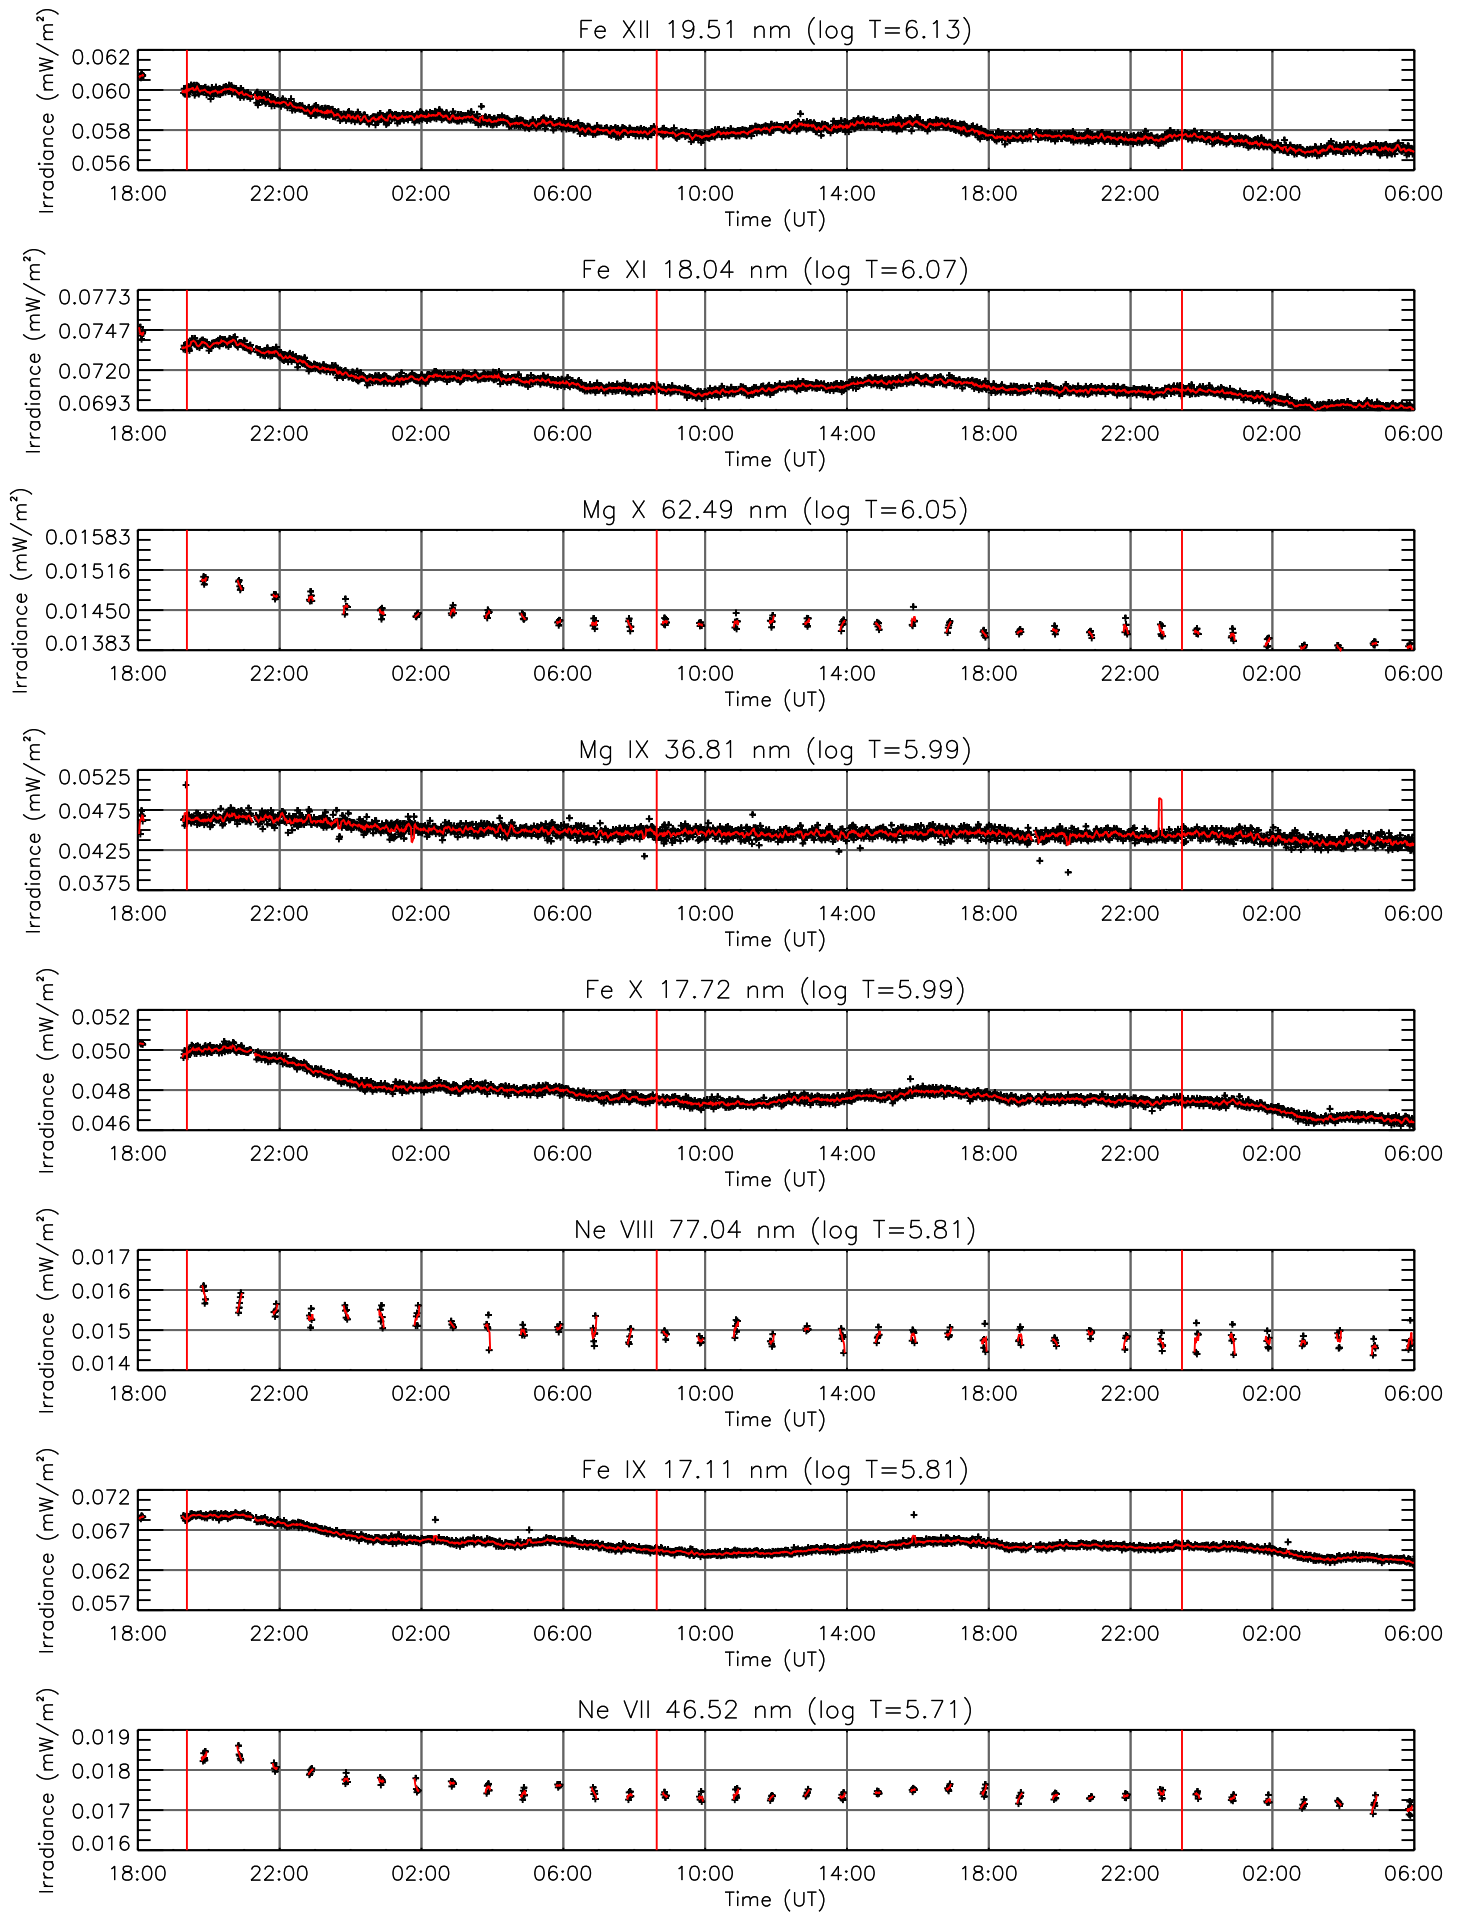 Fe XII 19.51 nm (log T=6.13)
Irradiance (mW/m²)
0.062
0.060
0.058
0.056
18:00 22:00 02:00 06:00 10:00 14:00 18:00 22:00 02:00 06:00
Time (UT)
Fe XI 18.04 nm (log T=6.07)
Irradiance (mW/m²)
0.0773
0.0747
0.0720
0.0693
18:00 22:00 02:00 06:00 10:00 14:00 18:00 22:00 02:00 06:00
Time (UT)
Mg X 62.49 nm (log T=6.05)
Irradiance (mW/m²)
0.01583
0.01516
0.01450
0.01383
18:00 22:00 02:00 06:00 10:00 14:00 18:00 22:00 02:00 06:00
Time (UT)
Mg IX 36.81 nm (log T=5.99)
Irradiance (mW/m²)
0.0525
0.0475
0.0425
0.0375
18:00 22:00 02:00 06:00 10:00 14:00 18:00 22:00 02:00 06:00
Time (UT)
Fe X 17.72 nm (log T=5.99)
Irradiance (mW/m²)
0.052
0.050
0.048
0.046
18:00 22:00 02:00 06:00 10:00 14:00 18:00 22:00 02:00 06:00
Time (UT)
Ne VIII 77.04 nm (log T=5.81)
Irradiance (mW/m²)
0.017
0.016
0.015
0.014
18:00 22:00 02:00 06:00 10:00 14:00 18:00 22:00 02:00 06:00
Time (UT)
Fe IX 17.11 nm (log T=5.81)
Irradiance (mW/m²)
0.072
0.067
0.062
0.057
18:00 22:00 02:00 06:00 10:00 14:00 18:00 22:00 02:00 06:00
Time (UT)
Ne VII 46.52 nm (log T=5.71)
Irradiance (mW/m²)
0.019
0.018
0.017
0.016
18:00 22:00 02:00 06:00 10:00 14:00 18:00 22:00 02:00 06:00
Time (UT)